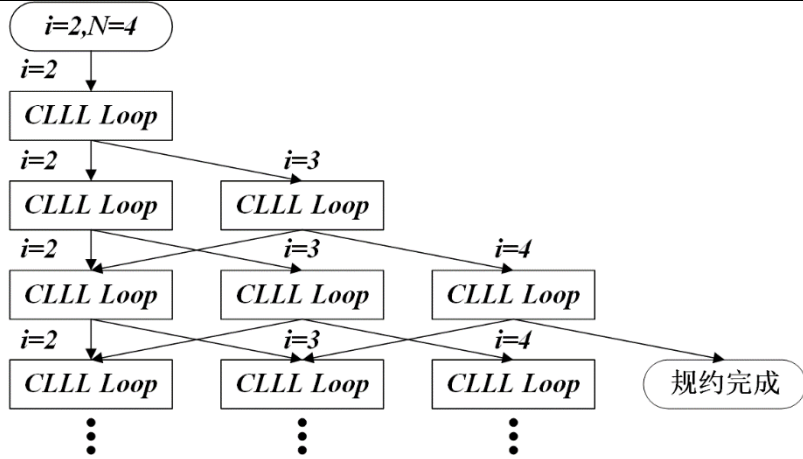 i=2,N=4
i=2
CLLL Loop
i=2 i=3
CLLL Loop CLLL Loop
i=2 i=3 i=4
CLLL Loop CLLL Loop CLLL Loop
i=2 i=3 i=4
CLLL Loop CLLL Loop CLLL Loop 规约完成